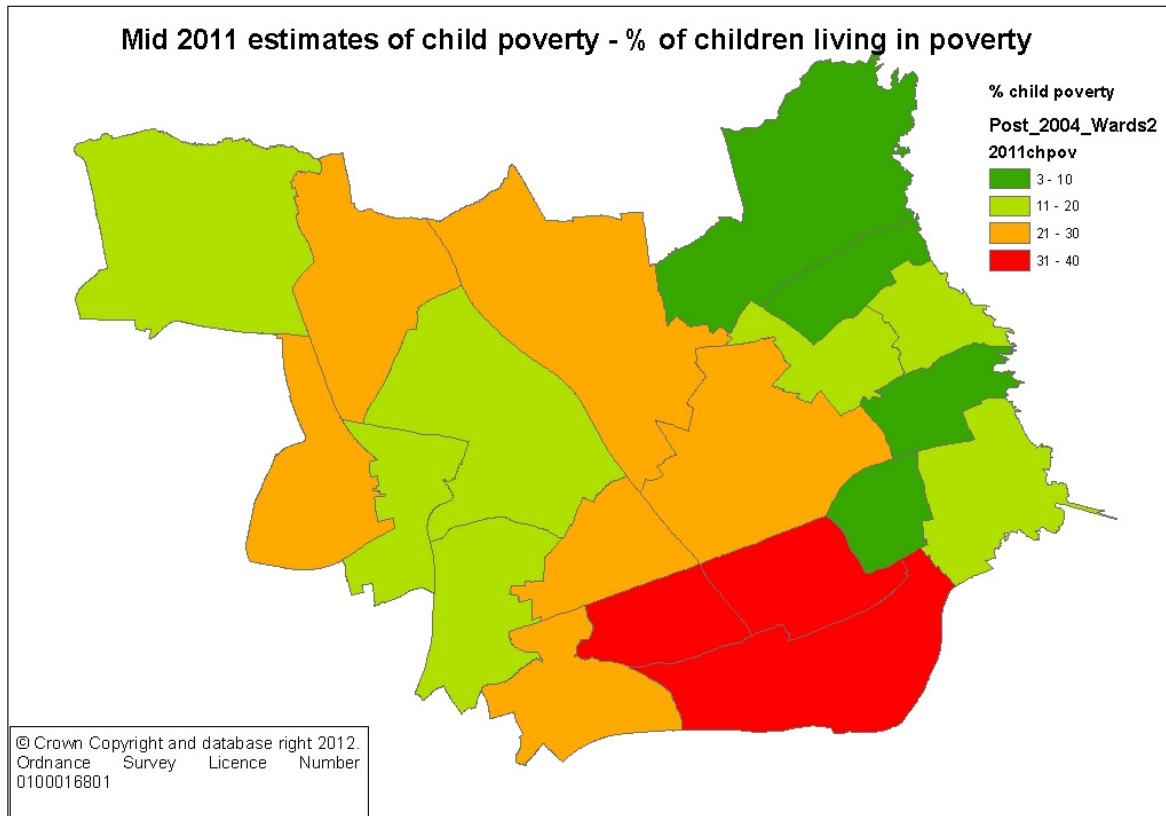 Mid 2011 estimates of child poverty - % of children living in poverty
% child poverty
Post_2004_Wards2
2011chpov
3 - 10
11 - 20
21 - 30
31 - 40
© Crown Copyright and database right 2012.
Ordnance Survey Licence Number
0100016801